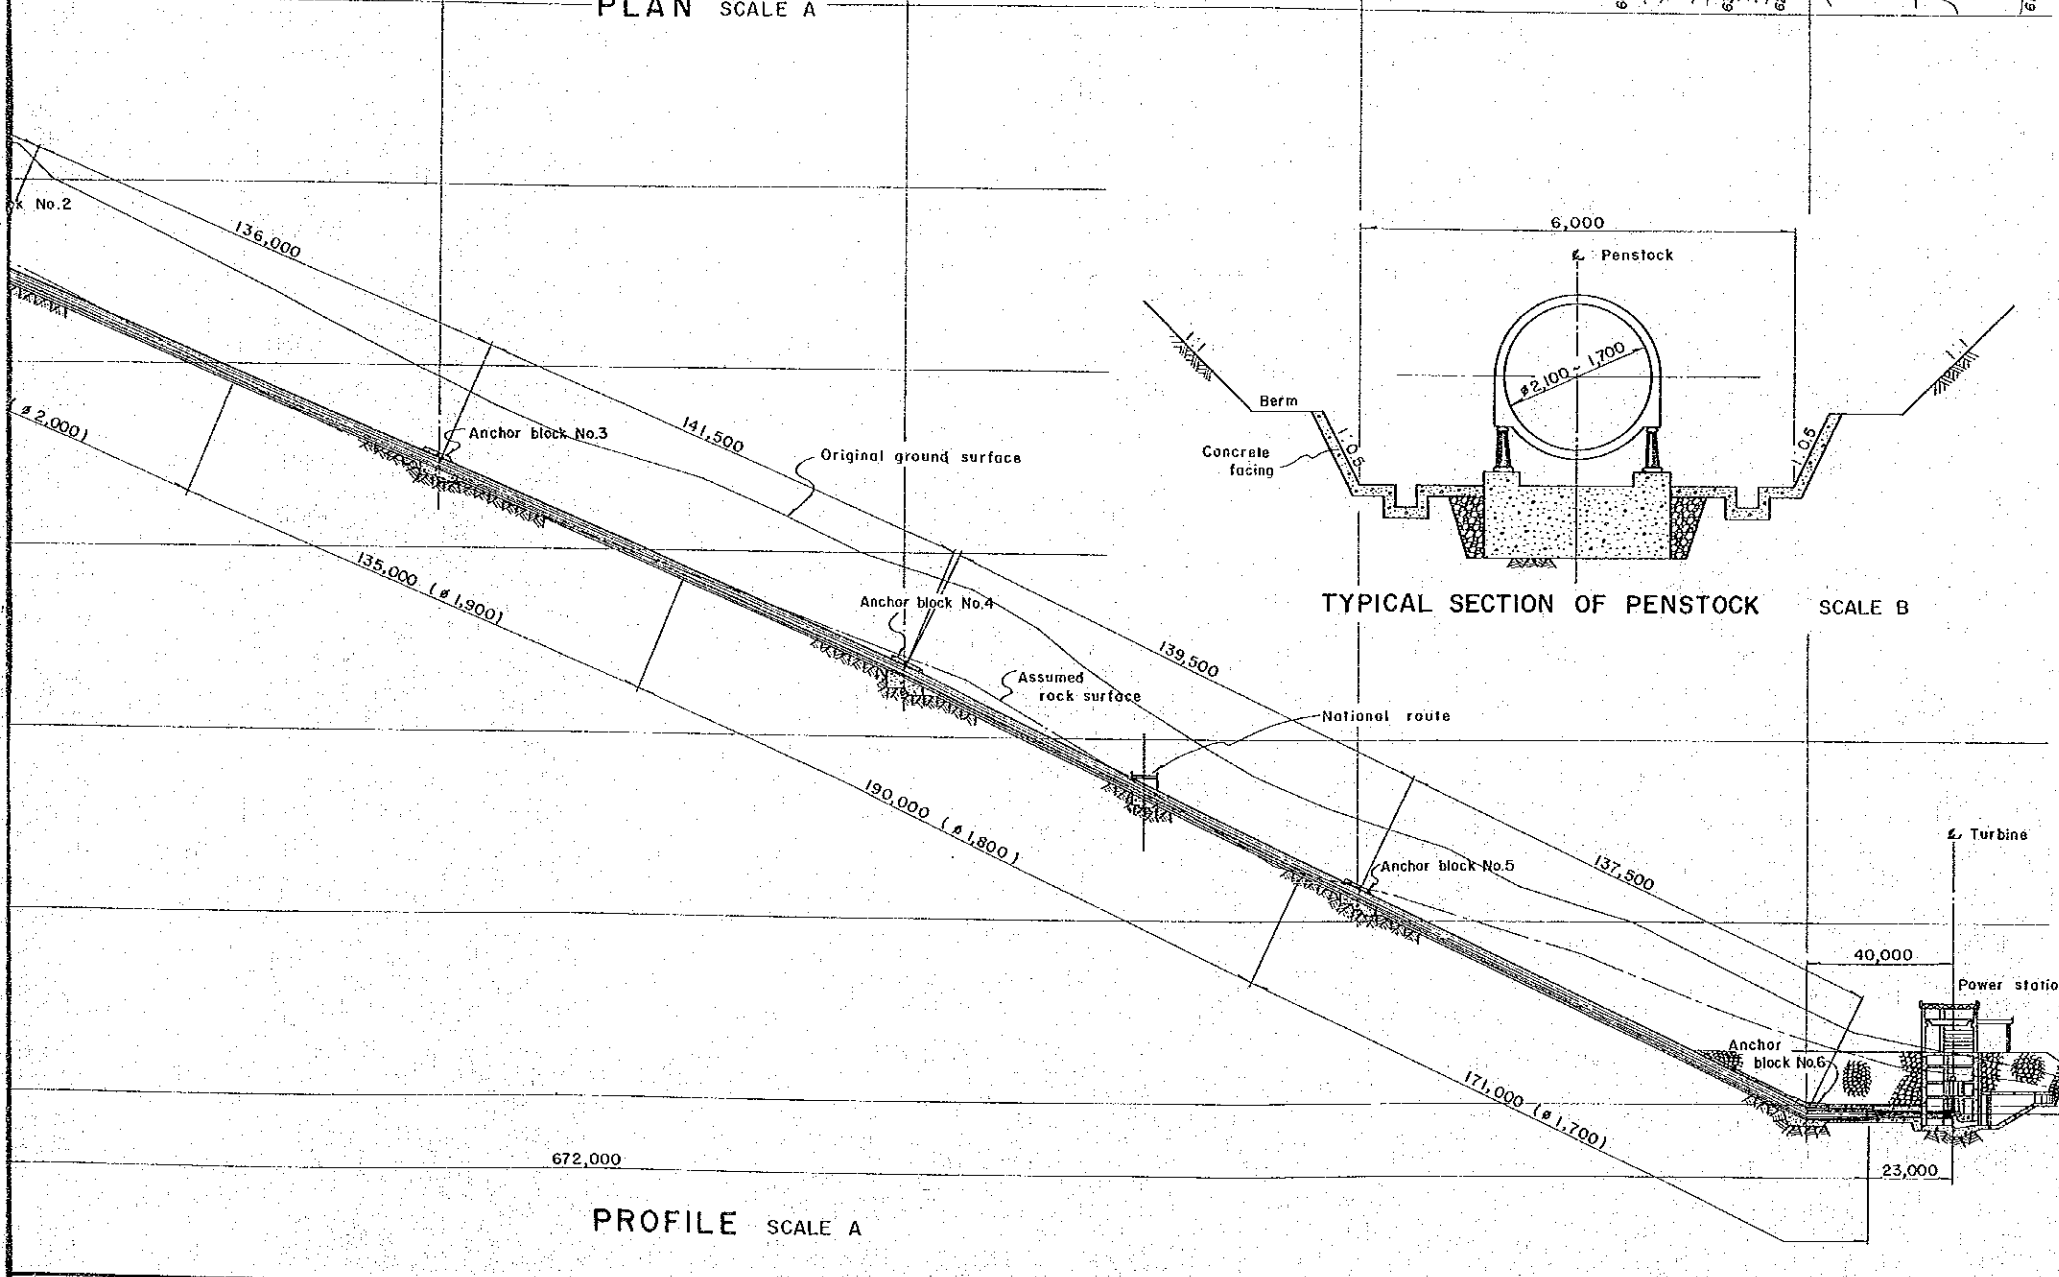 PLAN SCALE A
No.2
136,000
6,000
℄ Penstock
1:1
1:1
ø2,100 ~ 1,700
Berm
(ø2,000)
Anchor block No.3
141,500
Original ground surface
Concrete
facing
1:0.5
1:0.5
135,000 (ø1,900)
Anchor block No.4
TYPICAL SECTION OF PENSTOCK SCALE B
139,500
Assumed
rock surface
National route
190,000 (ø1,800)
Anchor block No.5
137,500
℄ Turbine
40,000
Power statio
Anchor
block No.6
171,000 (ø1,700)
672,000
23,000
PROFILE SCALE A